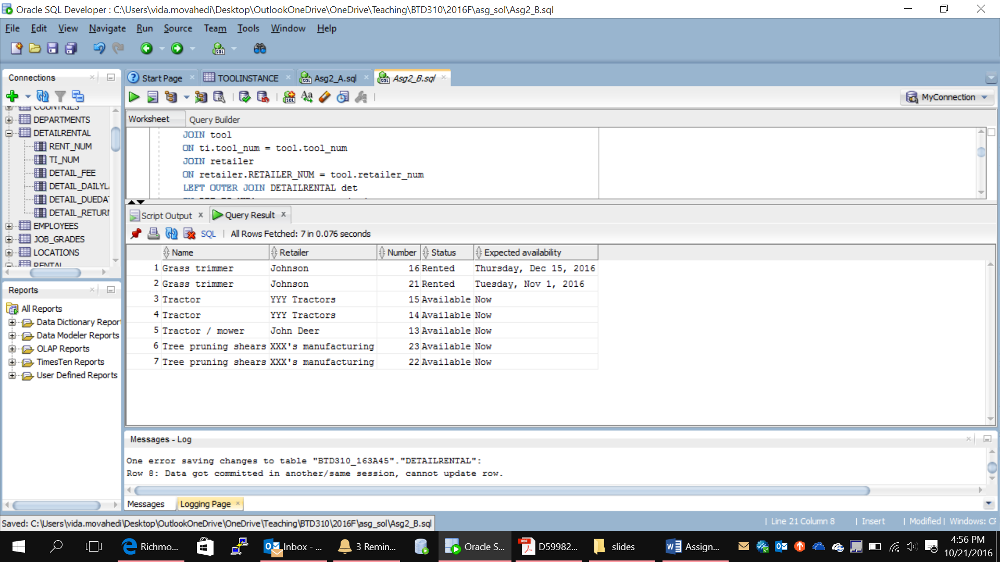 Oracle SQL Developer : C:\Users\vida.movahedi\Desktop\OutlookOneDrive\OneDrive\Teaching\BTD310\2016F\asg_sol\Asg2_B.sql
File Edit View Navigate Run Source Team Tools Window Help
Connections
COUNTRIES
DEPARTMENTS
DETAILRENTAL
RENT_NUM
TI_NUM
DETAIL_FEE
DETAIL_DAILYL
DETAIL_DUEDA
DETAIL_RETURN
EMPLOYEES
JOB_GRADES
LOCATIONS
RENTAL
Reports
All Reports
Data Dictionary Repor
Data Modeler Reports
OLAP Reports
TimesTen Reports
User Defined Reports
Start Page TOOLINSTANCE Asg2_A.sql Asg2_B.sql
MyConnection
Worksheet Query Builder
JOIN tool
ON ti.tool_num = tool.tool_num
JOIN retailer
ON retailer.RETAILER_NUM = tool.retailer_num
LEFT OUTER JOIN DETAILRENTAL det
Script Output Query Result
SQL All Rows Fetched: 7 in 0.076 seconds
Name Retailer Number Status Expected availability
1 Grass trimmer Johnson 16 Rented Thursday, Dec 15, 2016
2 Grass trimmer Johnson 21 Rented Tuesday, Nov 1, 2016
3 Tractor YYY Tractors 15 Available Now
4 Tractor YYY Tractors 14 Available Now
5 Tractor / mower John Deer 13 Available Now
6 Tree pruning shears XXX's manufacturing 23 Available Now
7 Tree pruning shears XXX's manufacturing 22 Available Now
Messages - Log
One error saving changes to table "BTD310_163A45"."DETAILRENTAL":
Row 8: Data got committed in another/same session, cannot update row.
Messages Logging Page
Saved: C:\Users\vida.movahedi\Desktop\OutlookOneDrive\OneDrive\Teaching\BTD310\2016F\asg_sol\Asg2_B.sql
Line 21 Column 8 Insert Modified Windows: CF
Richmo... Inbox - ... 3 Remin... Oracle S... D59982... slides Assign...
4:56 PM
10/21/2016